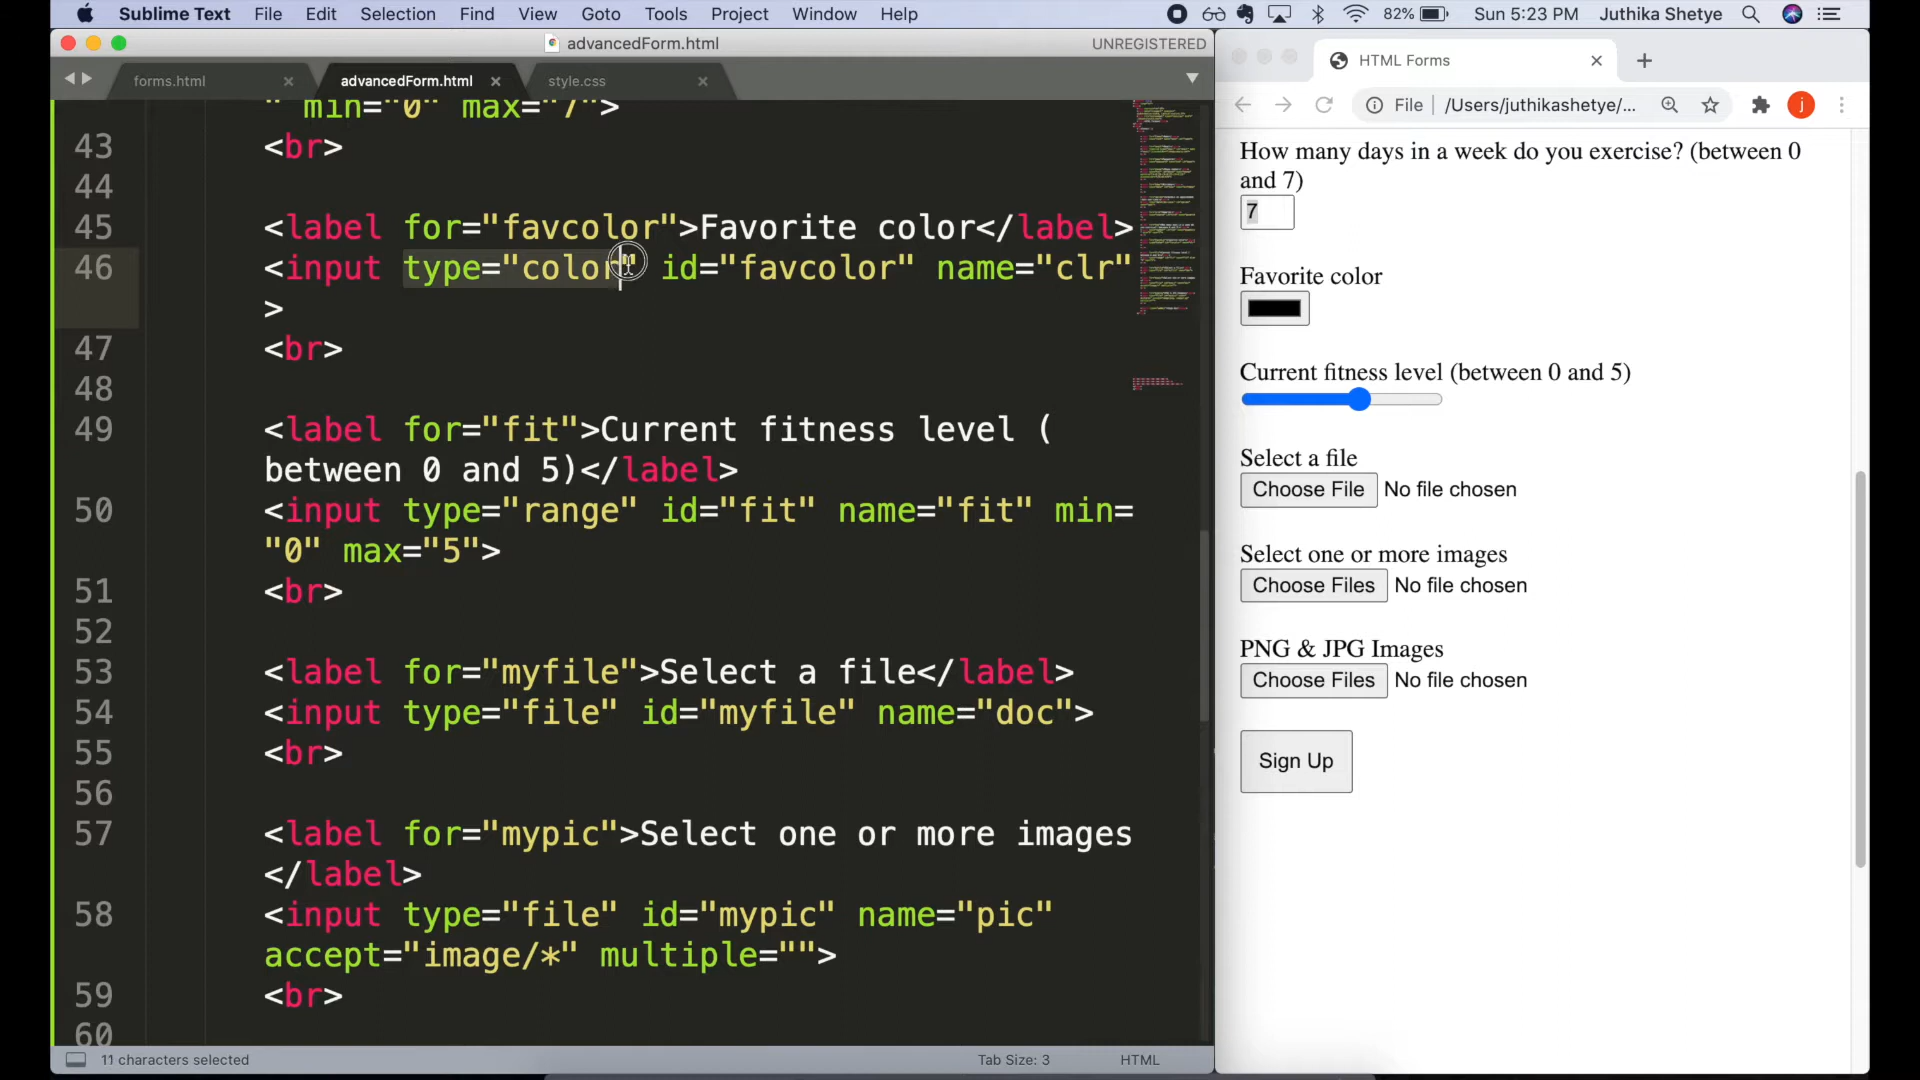 Sublime Text File Edit Selection Find View Goto Tools Project Window Help 82% Sun 5:23 PM Juthika Shetye
advancedForm.html UNREGISTERED
forms.html advancedForm.html style.css
" min="0" max="7">
43 <br>
44
45 <label for="favcolor">Favorite color</label>
46 <input type="color" id="favcolor" name="clr"
>
47 <br>
48
49 <label for="fit">Current fitness level (
between 0 and 5)</label>
50 <input type="range" id="fit" name="fit" min=
"0" max="5">
51 <br>
52
53 <label for="myfile">Select a file</label>
54 <input type="file" id="myfile" name="doc">
55 <br>
56
57 <label for="mypic">Select one or more images
</label>
58 <input type="file" id="mypic" name="pic"
accept="image/*" multiple="">
59 <br>
60
11 characters selected Tab Size: 3 HTML
HTML Forms
File /Users/juthikashetye/... j
How many days in a week do you exercise? (between 0
and 7)
7
Favorite color
Current fitness level (between 0 and 5)
Select a file
Choose File No file chosen
Select one or more images
Choose Files No file chosen
PNG & JPG Images
Choose Files No file chosen
Sign Up